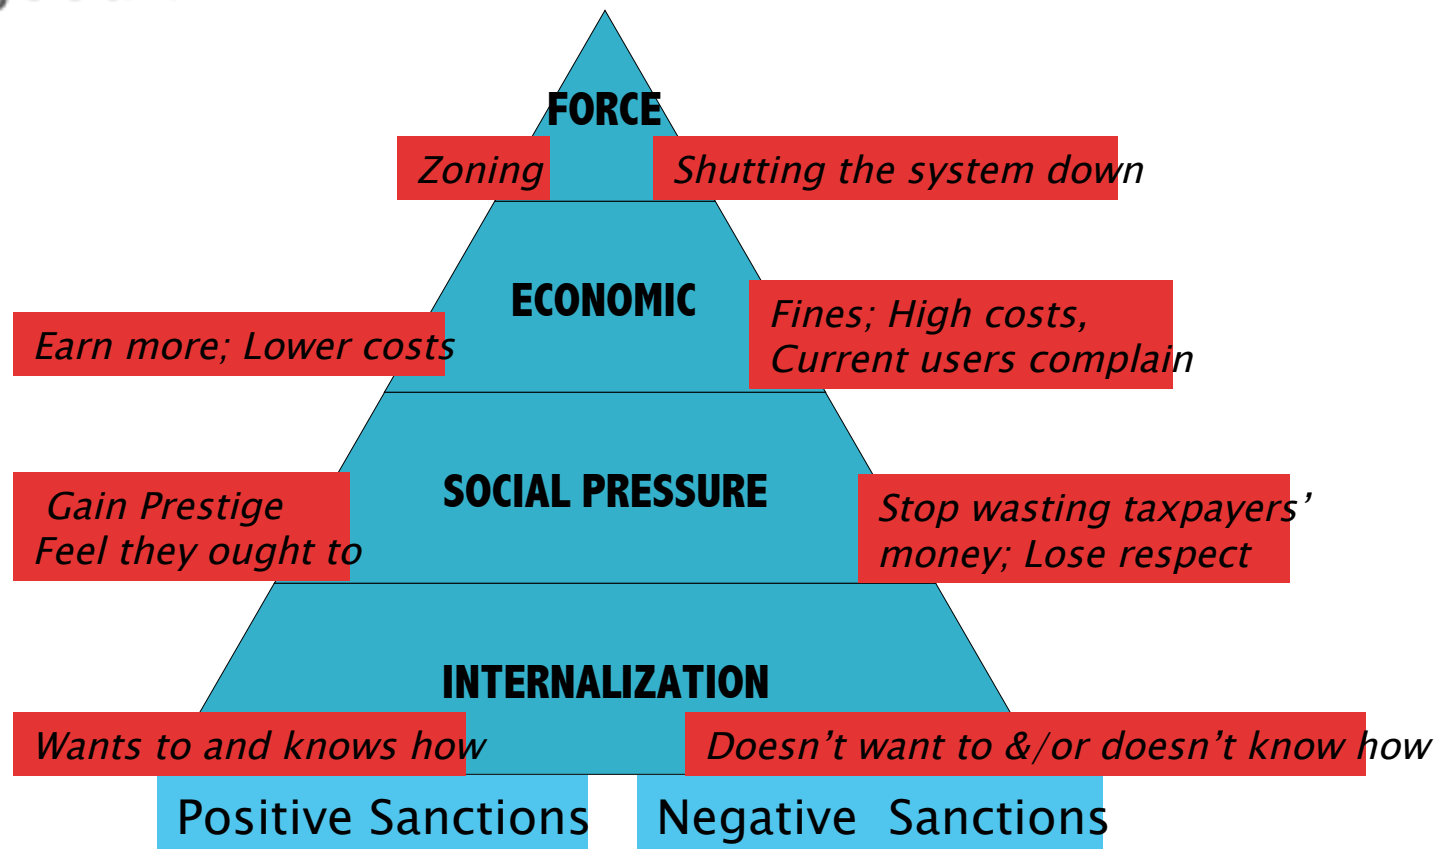 FORCE
Zoning
Shutting the system down
ECONOMIC
Earn more; Lower costs
Fines; High costs,
Current users complain
SOCIAL PRESSURE
Gain Prestige
Feel they ought to
Stop wasting taxpayers’
money; Lose respect
INTERNALIZATION
Wants to and knows how
Doesn’t want to &/or doesn’t know how
Positive Sanctions
Negative  Sanctions